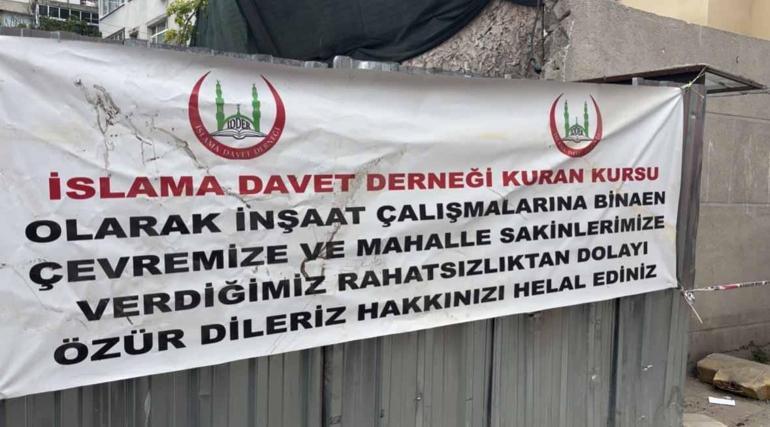 İDDER
İSLAMA DAVET DERNEĞİ
İSLAMA DAVET DERNEĞİ KURAN KURSU
OLARAK İNŞAAT ÇALIŞMALARINA BİNAEN
ÇEVREMİZE VE MAHALLE SAKİNLERİMİZE
VERDİĞİMİZ RAHATSIZLIKTAN DOLAYI
ÖZÜR DİLERİZ HAKKINIZI HELAL EDİNİZ